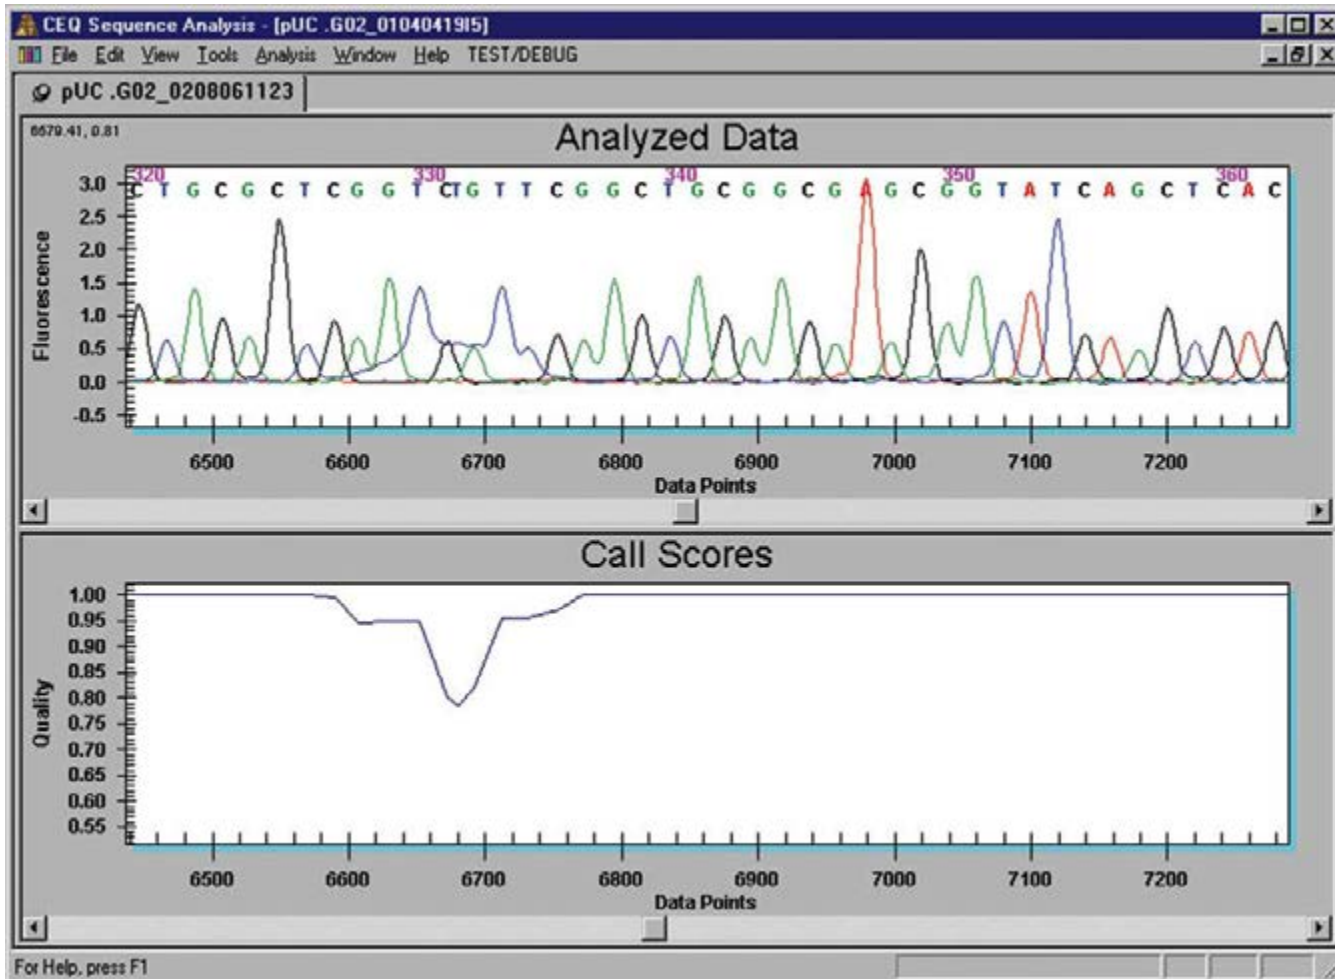 CEQ Sequence Analysis - [pUC .G02_01040419I5]
File Edit View Tools Analysis Window Help TEST/DEBUG
pUC .G02_0208061123
6679.41, 0.81
Analyzed Data
320 330 340 350 360
C T G C G C T C G G T C T G T T C G G C T G C G G C G A G C G G T A T C A G C T C A C
Fluorescence
3.0
2.5
2.0
1.5
1.0
0.5
0.0
-0.5
6500 6600 6700 6800 6900 7000 7100 7200
Data Points
Call Scores
Quality
1.00
0.95
0.90
0.85
0.80
0.75
0.70
0.65
0.60
0.55
6500 6600 6700 6800 6900 7000 7100 7200
Data Points
For Help, press F1